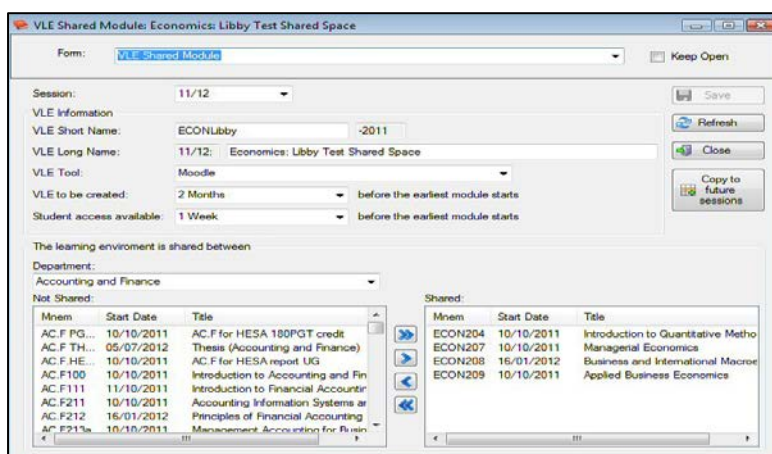 VLE Shared Module: Economics: Libby Test Shared Space
Form: VLE Shared Module Keep Open
Session: 11/12 Save
VLE Information
VLE Short Name: ECONLibby -2011 Refresh
VLE Long Name: 11/12: Economics: Libby Test Shared Space Close
VLE Tool: Moodle
Copy to future sessions
VLE to be created: 2 Months before the earliest module starts
Student access available: 1 Week before the earliest module starts
The learning enviroment is shared between
Department:
Accounting and Finance
Not Shared: Shared:
Mnem Start Date Title Mnem Start Date Title
AC.F PG... 10/10/2011 AC.F for HESA 180PGT credit ECON204 10/10/2011 Introduction to Quantitative Metho
AC.F TH... 05/07/2012 Thesis (Accounting and Finance) ECON207 10/10/2011 Managerial Economics
AC.F.HE... 10/10/2011 AC.F for HESA report UG ECON208 16/01/2012 Business and International Macroe
AC.F100 10/10/2011 Introduction to Accounting and Fin ECON209 10/10/2011 Applied Business Economics
AC.F111 11/10/2011 Introduction to Financial Accountin
AC.F211 10/10/2011 Accounting Information Systems ar
AC.F212 16/01/2012 Principles of Financial Accounting
AC.F213a 10/10/2011 Management Accounting for Busin